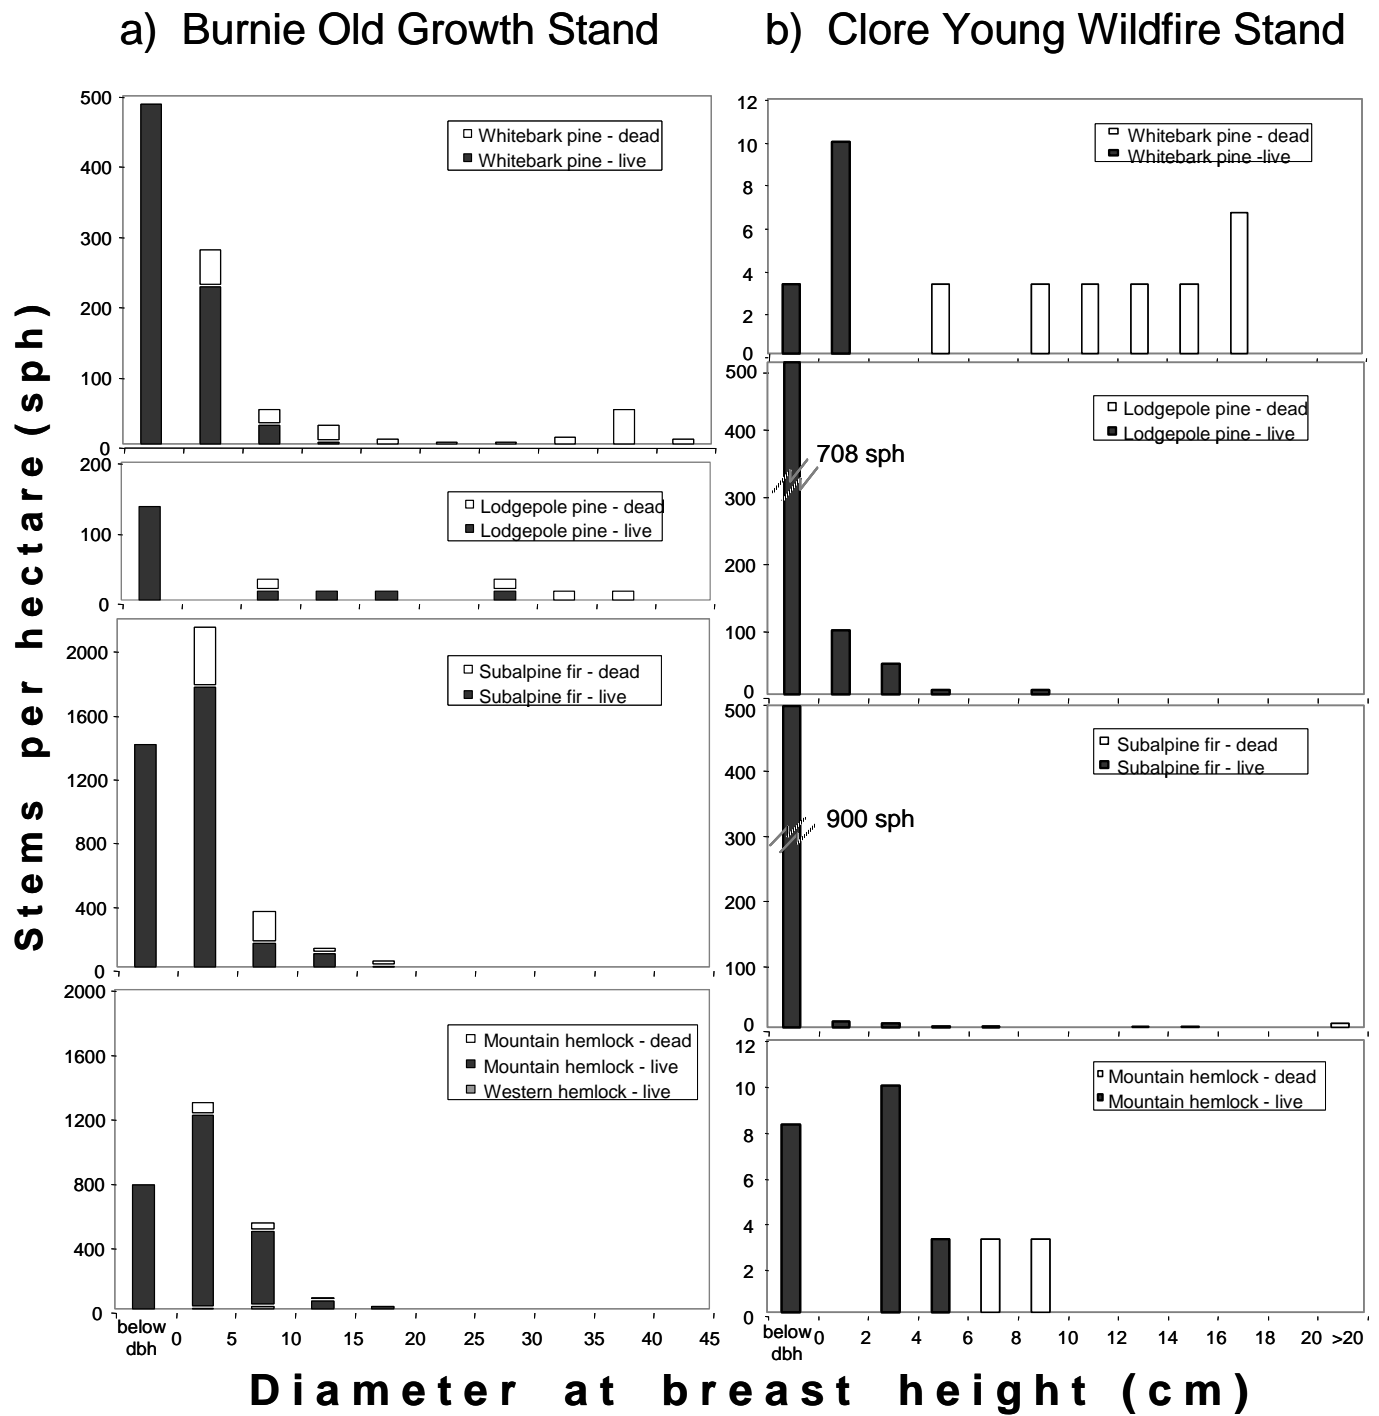 a) Burnie Old Growth Stand
500
400
300
200
100
0
Whitebark pine - dead
Whitebark pine - live
200
100
0
Lodgepole pine - dead
Lodgepole pine - live
2000
1600
1200
800
400
0
Subalpine fir - dead
Subalpine fir - live
2000
1600
1200
800
400
0
Mountain hemlock - dead
Mountain hemlock - live
Western hemlock - live
below dbh 0 5 10 15 20 25 30 35 40 45
b) Clore Young Wildfire Stand
12
10
8
6
4
2
0
Whitebark pine - dead
Whitebark pine -live
500
400
300
200
100
0
Lodgepole pine - dead
Lodgepole pine - live
708 sph
500
400
300
200
100
0
Subalpine fir - dead
Subalpine fir - live
900 sph
12
10
8
6
4
2
0
Mountain hemlock - dead
Mountain hemlock - live
below dbh 0 2 4 6 8 10 12 14 16 18 20 >20
Stems per hectare (sph)
Diameter at breast height (cm)